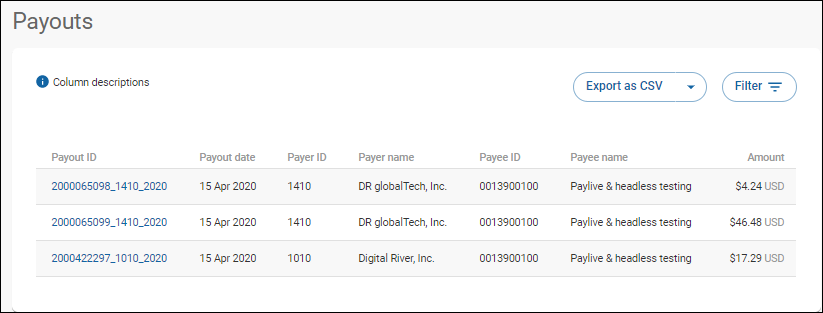 Payouts
Column descriptions
Export as CSV
Filter
Payout ID Payout date Payer ID Payer name Payee ID Payee name Amount
2000065098_1410_2020 15 Apr 2020 1410 DR globalTech, Inc. 0013900100 Paylive & headless testing $4.24 USD
2000065099_1410_2020 15 Apr 2020 1410 DR globalTech, Inc. 0013900100 Paylive & headless testing $46.48 USD
2000422297_1010_2020 15 Apr 2020 1010 Digital River, Inc. 0013900100 Paylive & headless testing $17.29 USD